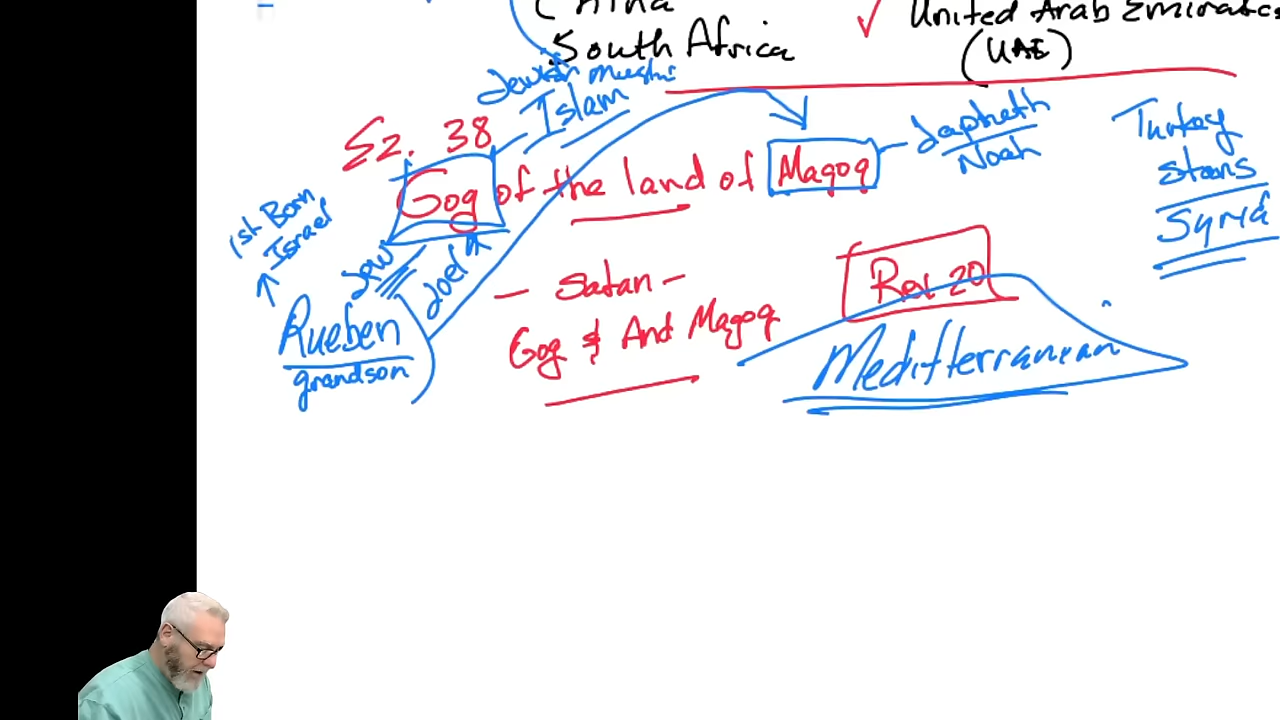 China
South Africa
✓ United Arab Emirates
(UAE)
Jewish
Islam
Ez. 38
Gog of the land of Magog
Japheth
Noah
Turkey
stans
Syria
1st Born
Israel
Jew
Joel
Rueben
grandson
- Satan -
Gog & And Magog
Rev. 20
Mediterranean